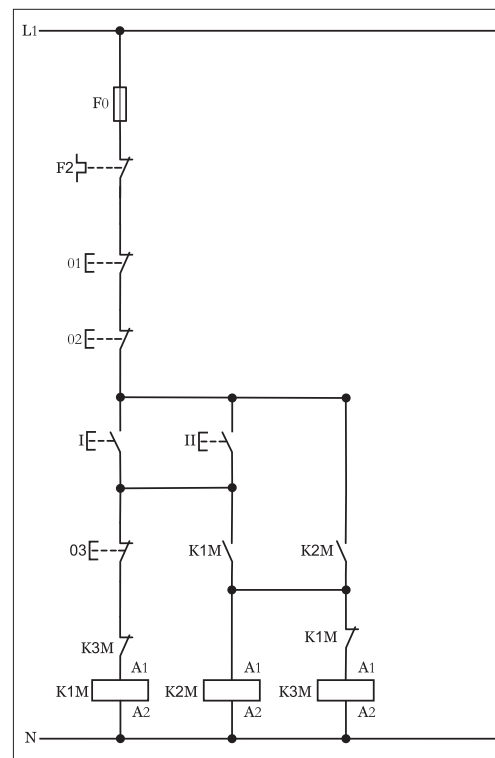 L1
F0
F2
01
02
I II
03 K1M K2M
K3M K1M
A1 A1 A1
K1M K2M K3M
A2 A2 A2
N